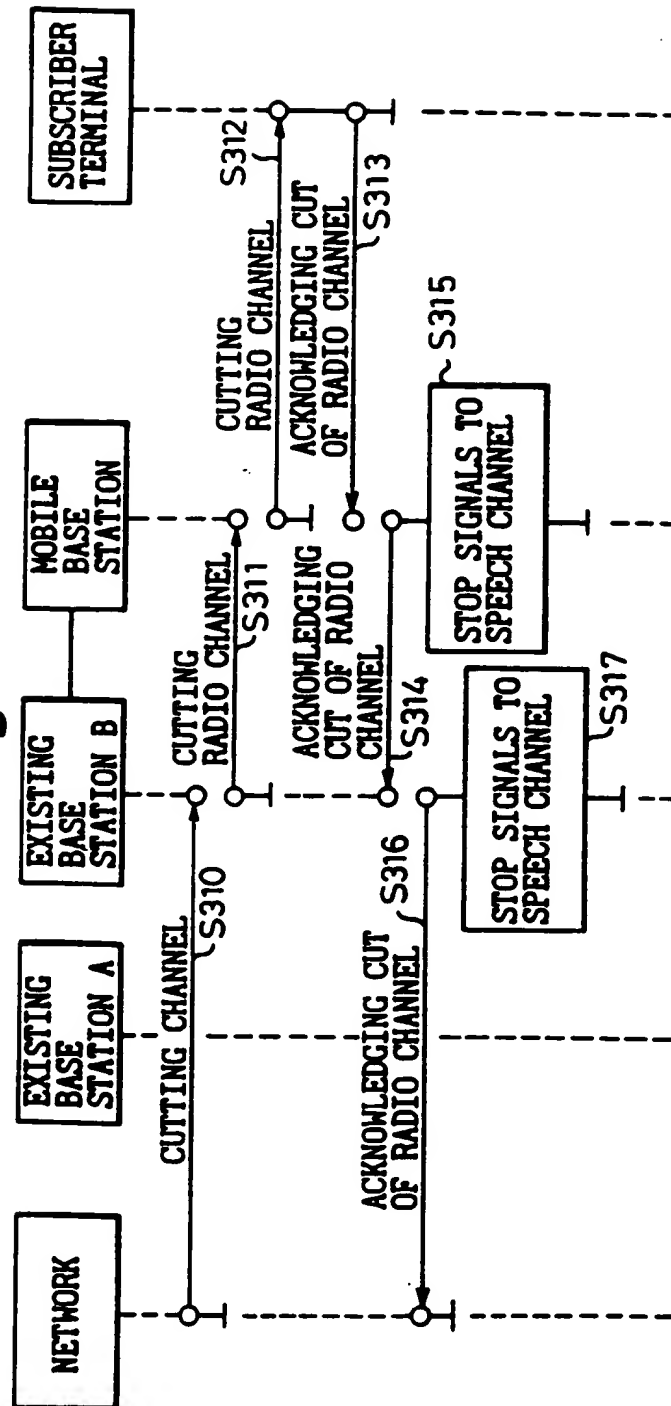 NETWORK
EXISTING
BASE
STATION A
EXISTING
BASE
STATION B
MOBILE
BASE
STATION
SUBSCRIBER
TERMINAL
CUTTING CHANNEL
S310
CUTTING
RADIO CHANNEL
S311
CUTTING
RADIO CHANNEL
S312
ACKNOWLEDGING CUT
OF RADIO CHANNEL
S313
ACKNOWLEDGING
CUT OF RADIO
CHANNEL
S314
STOP SIGNALS TO
SPEECH CHANNEL
S315
ACKNOWLEDGING CUT
OF RADIO CHANNEL
S316
STOP SIGNALS TO
SPEECH CHANNEL
S317